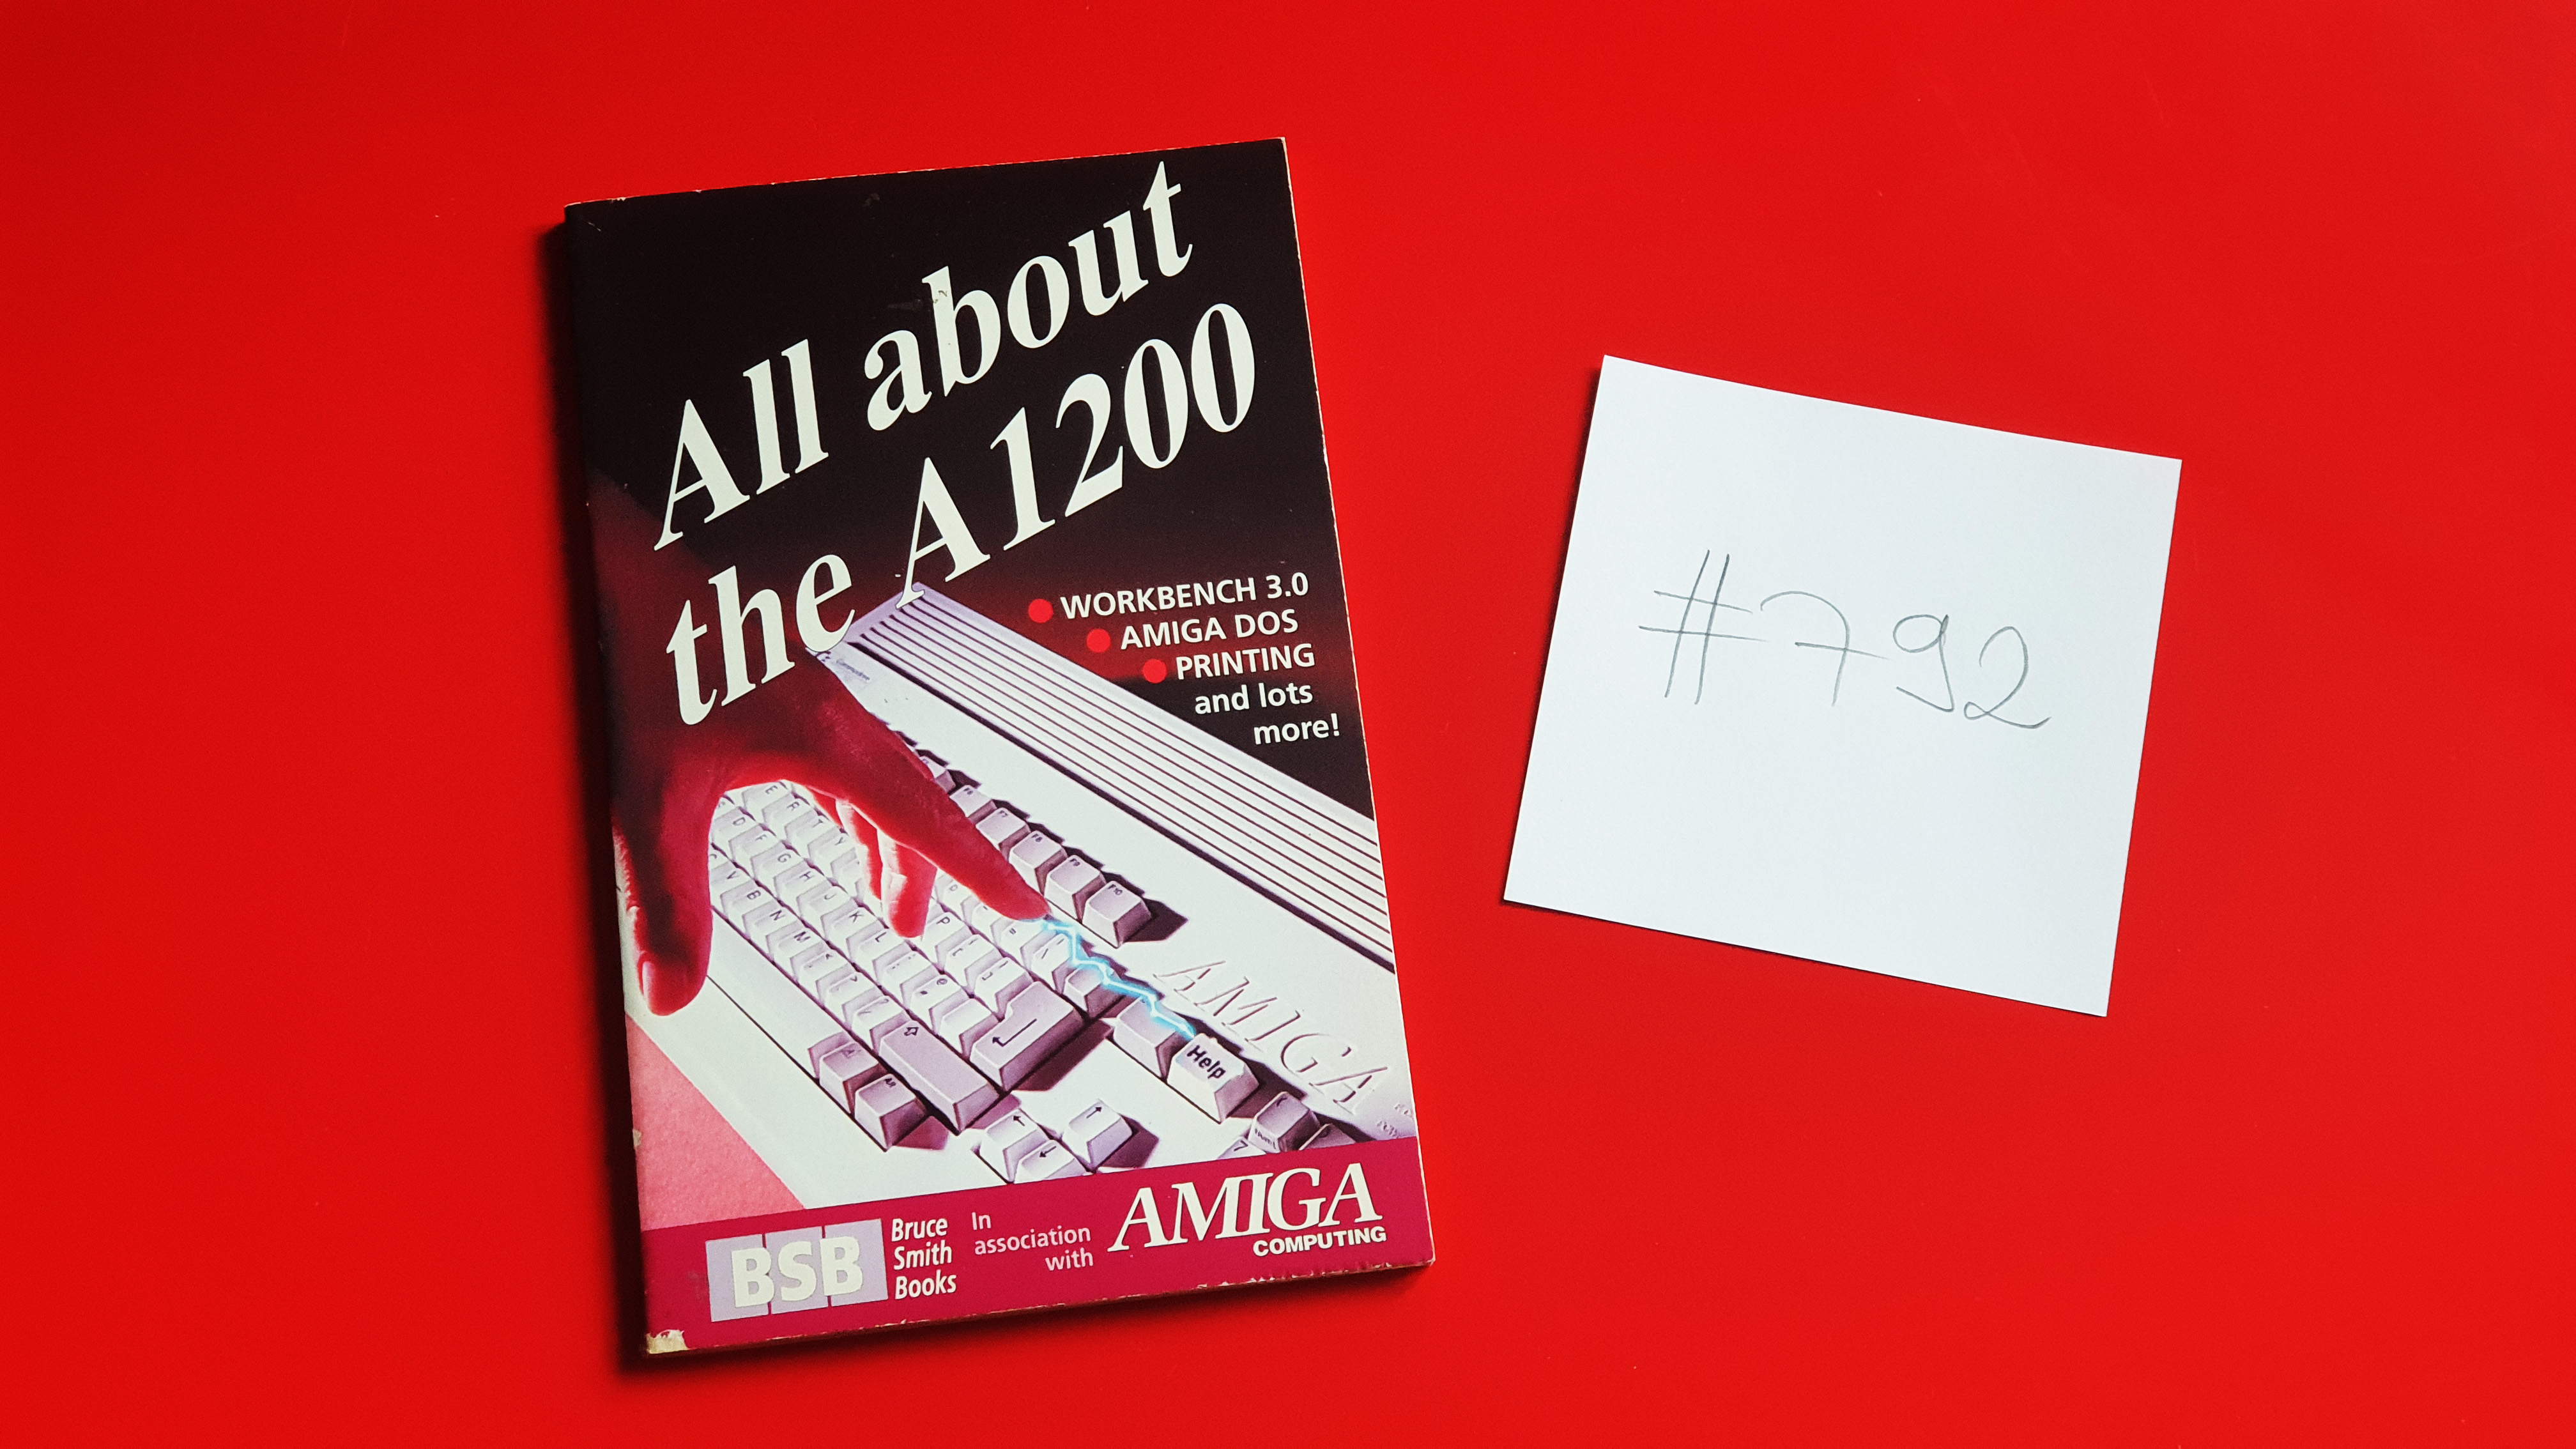 All about
the A1200
WORKBENCH 3.0
AMIGA DOS
PRINTING
and lots
more!
Help
AMIGA
BSB
Bruce
Smith
Books
In
association
with
AMIGA
COMPUTING
#792